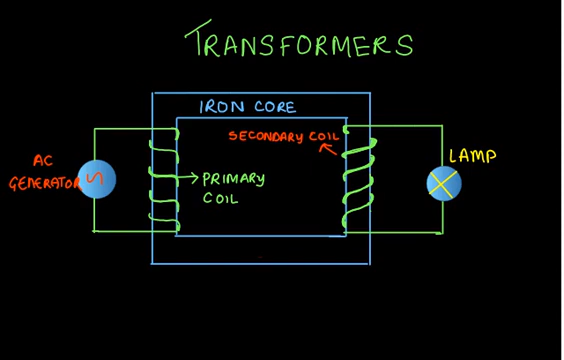 TRANSFORMERS
IRON CORE
SECONDARY COIL
AC
GENERATOR
PRIMARY
COIL
LAMP